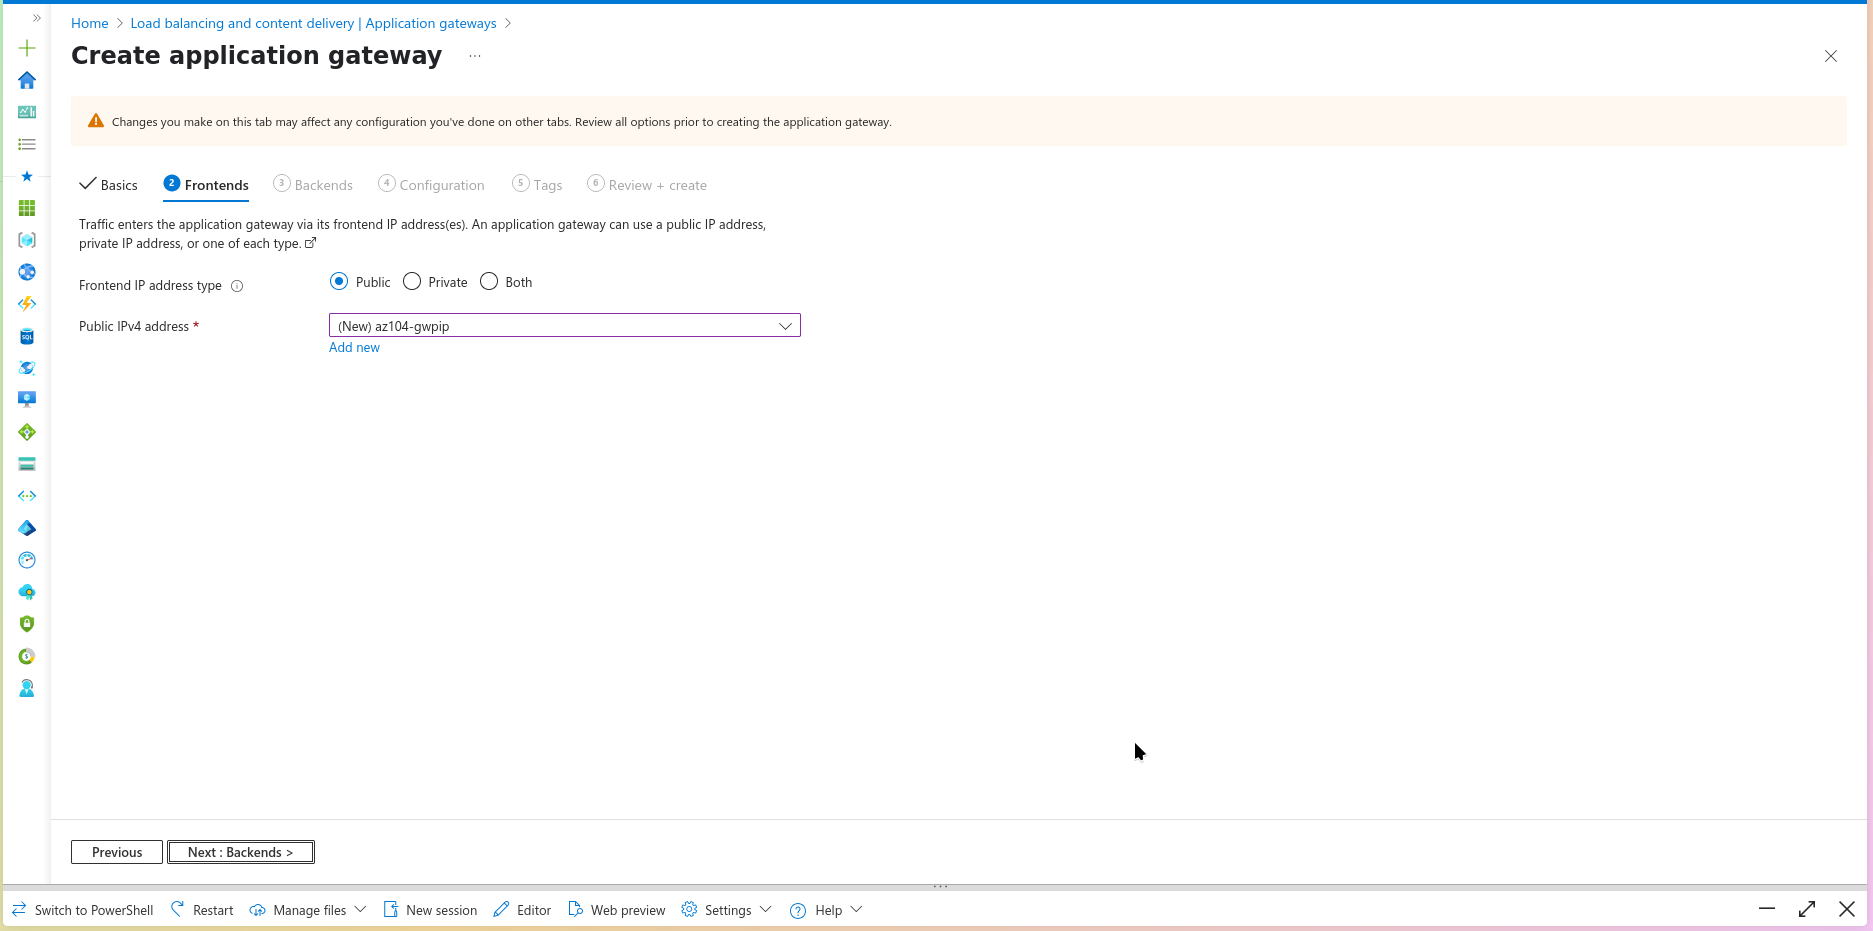 Home > Load balancing and content delivery | Application gateways >
Create application gateway ...
Changes you make on this tab may affect any configuration you've done on other tabs. Review all options prior to creating the application gateway.
Basics 2 Frontends 3 Backends 4 Configuration 5 Tags 6 Review + create
Traffic enters the application gateway via its frontend IP address(es). An application gateway can use a public IP address,
private IP address, or one of each type.
Frontend IP address type Public Private Both
Public IPv4 address * (New) az104-gwpip
Add new
Previous Next : Backends >
Switch to PowerShell Restart Manage files New session Editor Web preview Settings Help